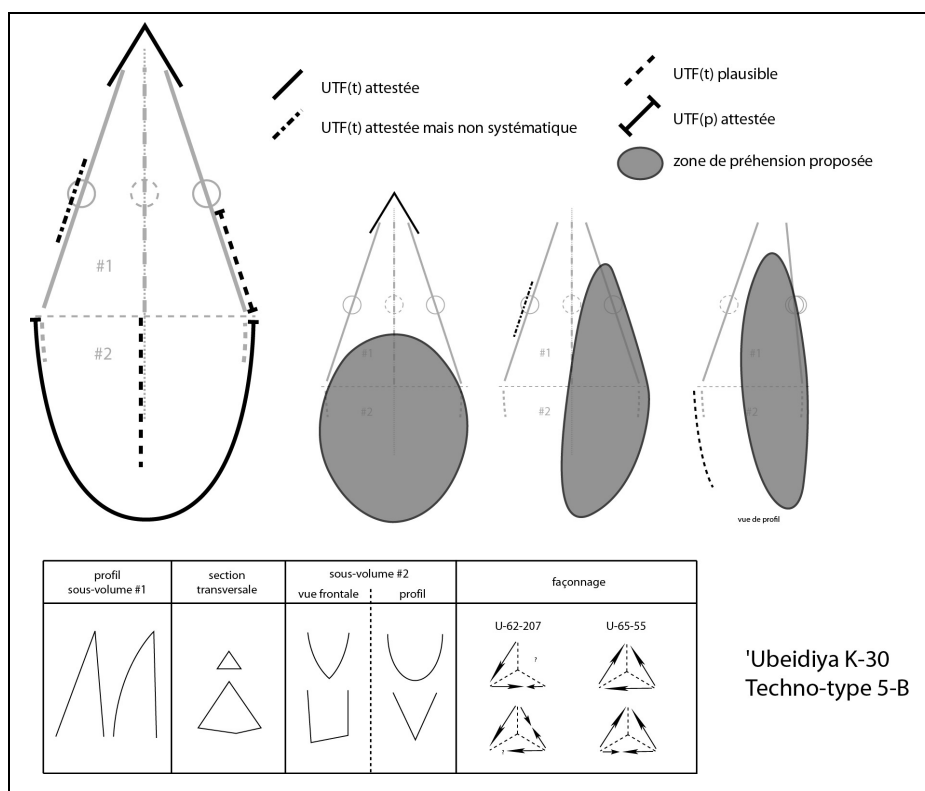 UTF(t) attestée
UTF(t) attestée mais non systématique
UTF(t) plausible
UTF(p) attestée
zone de préhension proposée
#1
#2
#1
#2
#1
#2
#1
#2
vue de profil
profil
sous-volume #1
section
transversale
sous-volume #2
vue frontale
profil
façonnage
U-62-207
U-65-55
?
?
'Ubeidiya K-30
Techno-type 5-B